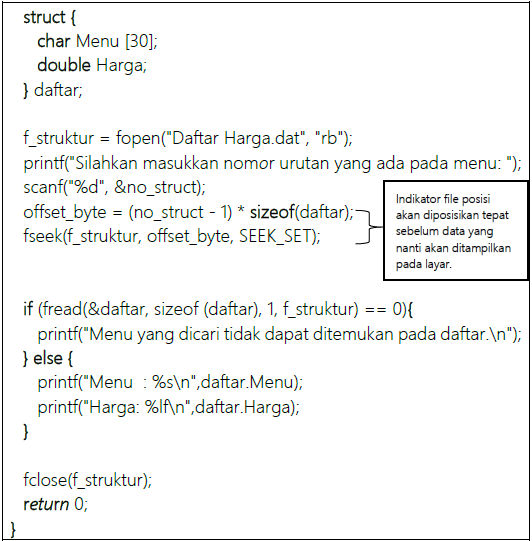 struct {
char Menu [30];
double Harga;
} daftar;
f_struktur = fopen("Daftar Harga.dat", "rb");
printf("Silahkan masukkan nomor urutan yang ada pada menu: ");
scanf("%d", &no_struct);
offset_byte = (no_struct - 1) * sizeof(daftar);
fseek(f_struktur, offset_byte, SEEK_SET);
Indikator file posisi
akan diposisikan tepat
sebelum data yang
nanti akan ditampilkan
pada layar.
if (fread(&daftar, sizeof (daftar), 1, f_struktur) == 0){
printf("Menu yang dicari tidak dapat ditemukan pada daftar.\n");
} else {
printf("Menu  : %s\n",daftar.Menu);
printf("Harga: %lf\n",daftar.Harga);
}
fclose(f_struktur);
return 0;
}